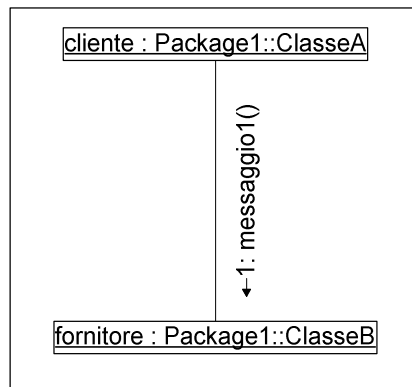 cliente : Package1::ClasseA
1: messaggio1()
fornitore : Package1::ClasseB